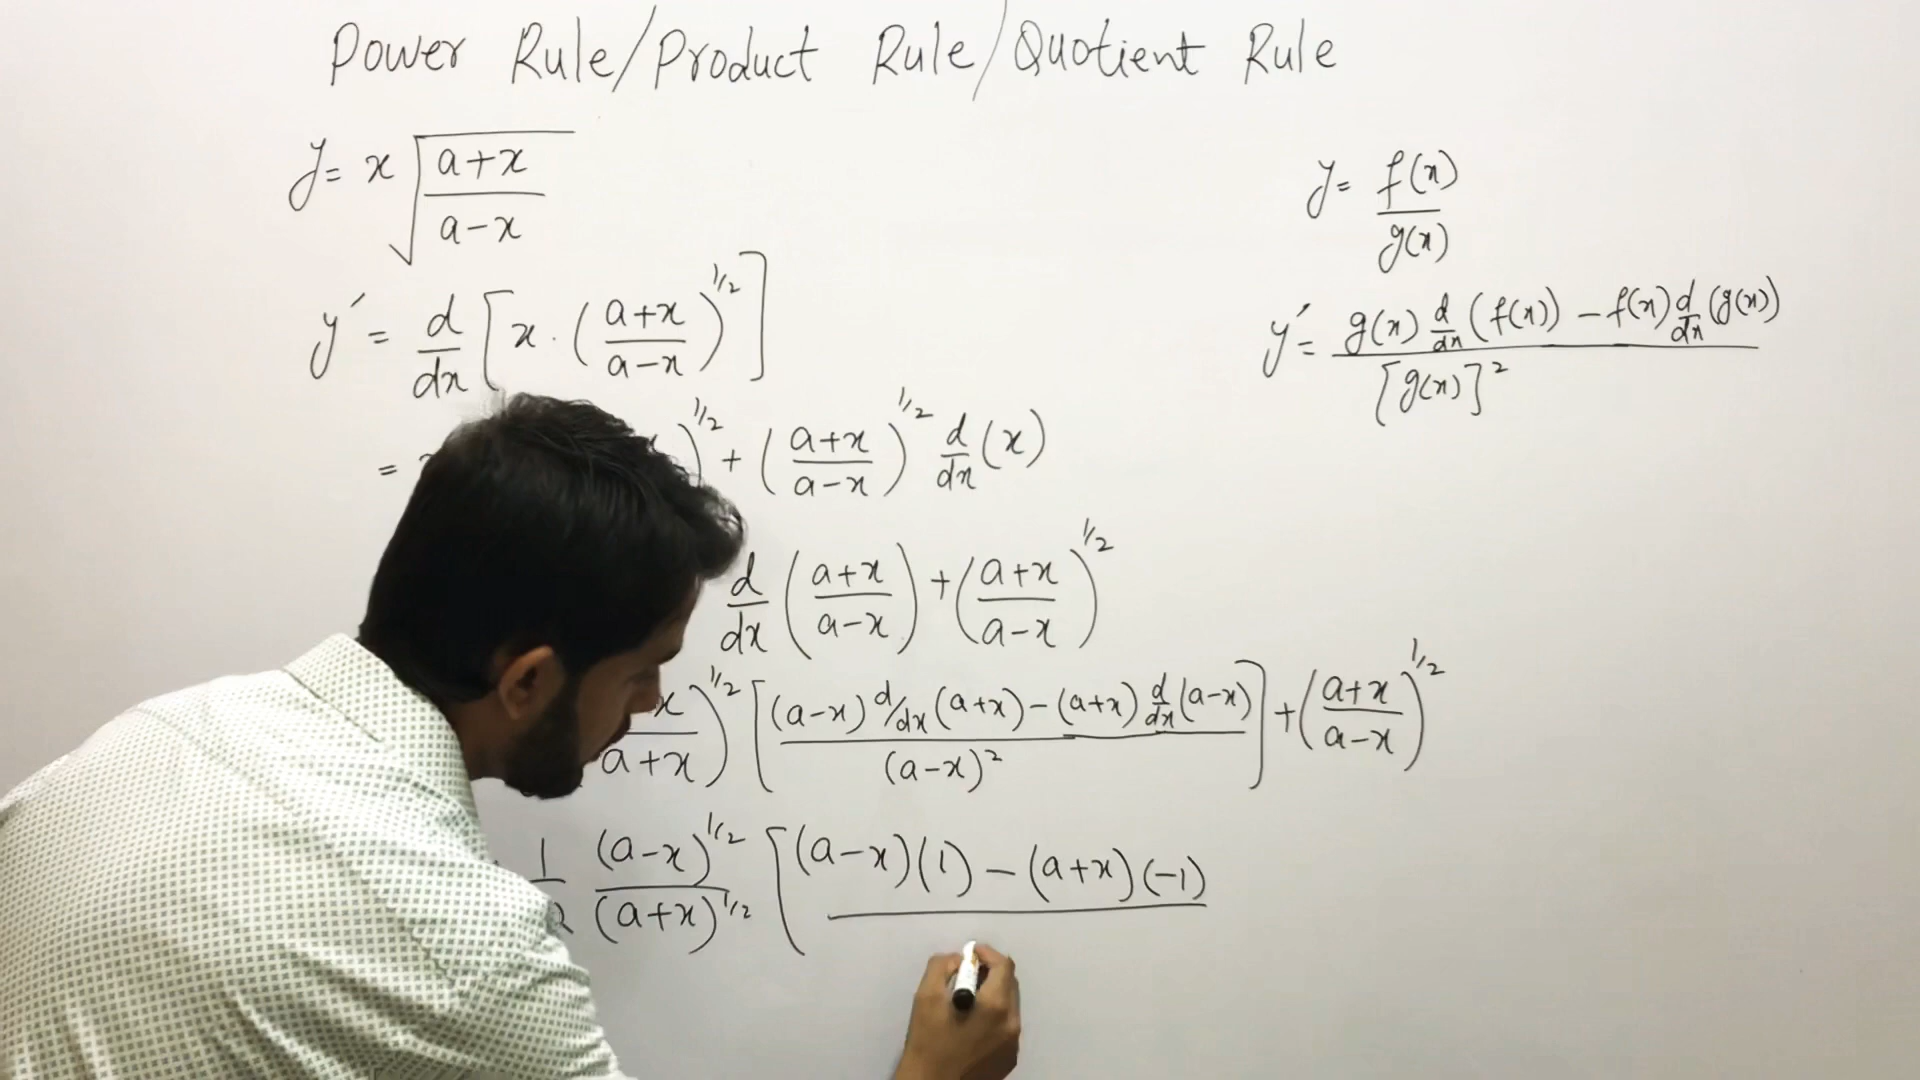 Power Rule/Product Rule/Quotient Rule
y = x √((a+x)/(a-x))
y' = d/dx [x · ((a+x)/(a-x))^1/2]
= )^1/2 + ((a+x)/(a-x))^1/2 d/dx (x)
d/dx ((a+x)/(a-x)) + ((a+x)/(a-x))^1/2
x/(a+x))^1/2 [((a-x) d/dx (a+x) - (a+x) d/dx (a-x))/(a-x)^2] + ((a+x)/(a-x))^1/2
1/2 (a-x)^1/2/(a+x)^1/2 [(a-x)(1) - (a+x)(-1)
y = f(x)/g(x)
y' = (g(x) d/dx (f(x)) - f(x) d/dx (g(x)))/[g(x)]^2